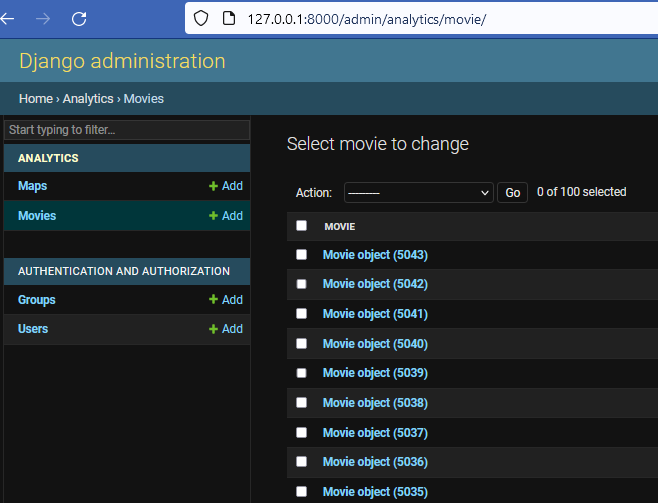 127.0.0.1:8000/admin/analytics/movie/
Django administration
Home › Analytics › Movies
Start typing to filter...
ANALYTICS
Maps + Add
Movies + Add
AUTHENTICATION AND AUTHORIZATION
Groups + Add
Users + Add
Select movie to change
Action: --------- Go 0 of 100 selected
MOVIE
Movie object (5043)
Movie object (5042)
Movie object (5041)
Movie object (5040)
Movie object (5039)
Movie object (5038)
Movie object (5037)
Movie object (5036)
Movie object (5035)